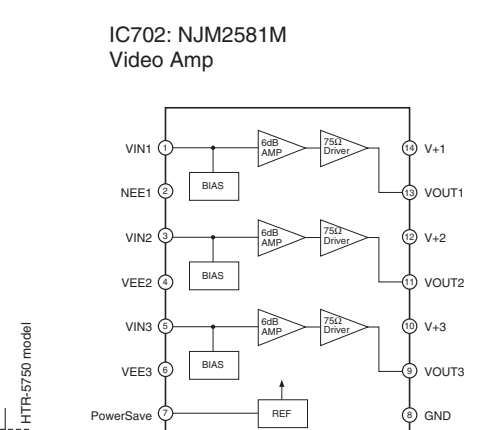 IC702: NJM2581M
Video Amp
VIN1 1 6dB AMP 75Ω Driver 14 V+1
NEE1 2 BIAS 13 VOUT1
VIN2 3 6dB AMP 75Ω Driver 12 V+2
VEE2 4 BIAS 11 VOUT2
VIN3 5 6dB AMP 75Ω Driver 10 V+3
VEE3 6 BIAS 9 VOUT3
PowerSave 7 REF 8 GND
HTR-5750 model